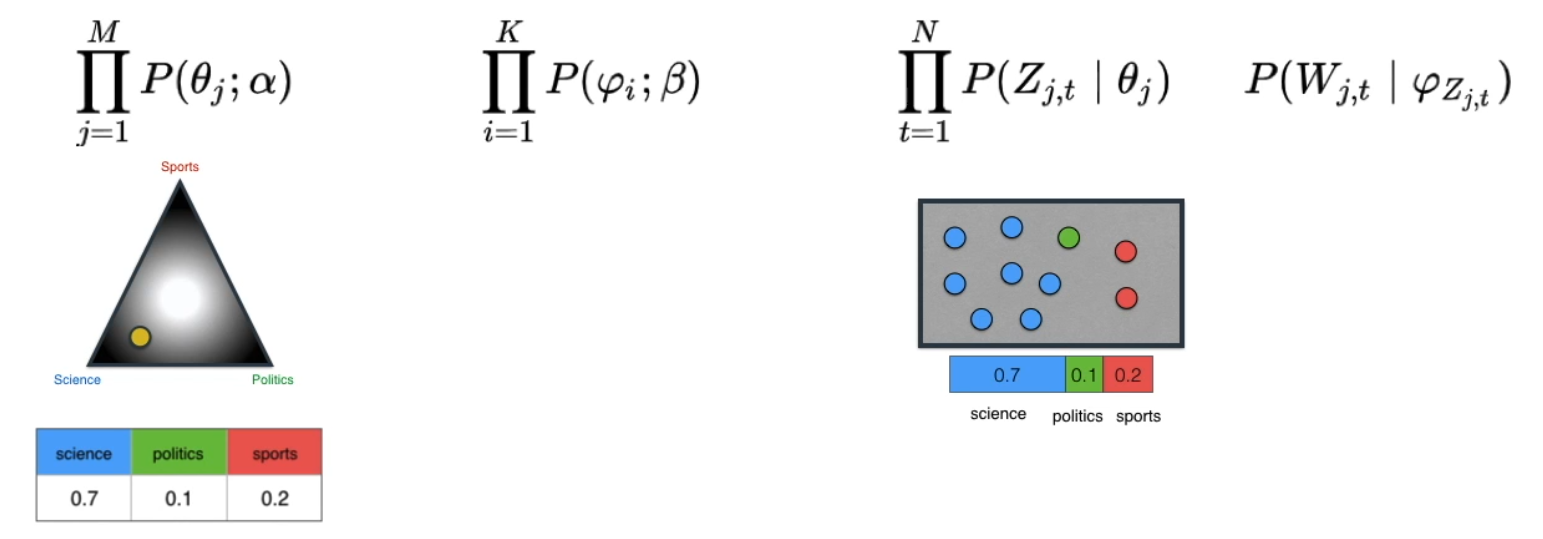 $\prod_{j=1}^{M} P(\theta_j; \alpha)$ $\prod_{i=1}^{K} P(\varphi_i; \beta)$ $\prod_{t=1}^{N} P(Z_{j,t} \mid \theta_j)$ $P(W_{j,t} \mid \varphi_{Z_{j,t}})$
Sports
Science Politics
science politics sports
0.7 0.1 0.2
0.7 0.1 0.2
science politics sports